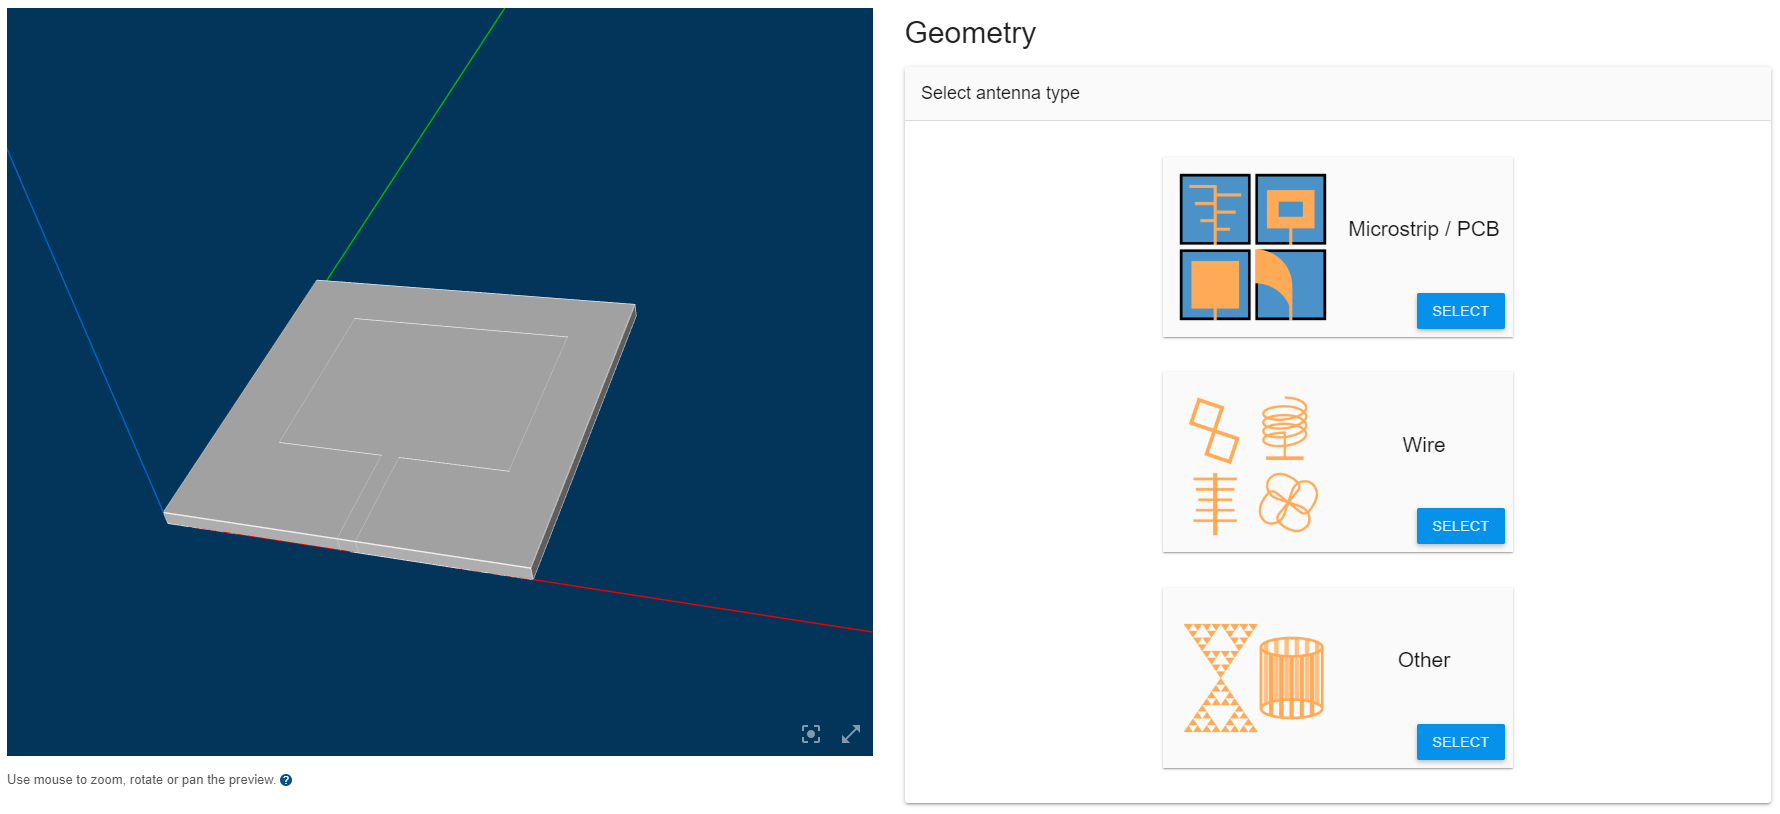 Geometry
Select antenna type
Microstrip / PCB
SELECT
Wire
SELECT
Other
SELECT
Use mouse to zoom, rotate or pan the preview. ?